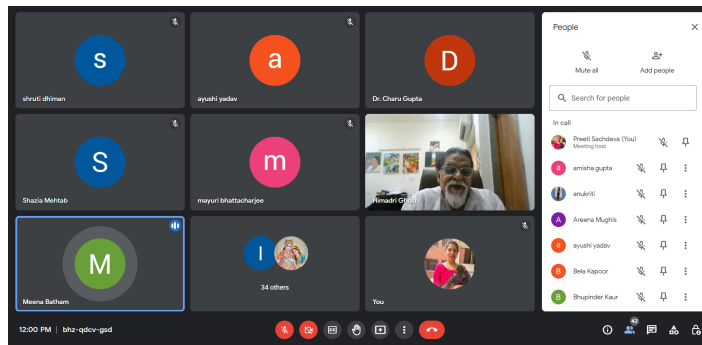 s
shruti dhiman
a
ayushi yadav
D
Dr. Charu Gupta
S
Shazia Mehtab
m
mayuri bhattacharjee
Himadri Ghosh
M
Meena Batham
I
34 others
You
12:00 PM | bhz-qdcv-gsd
CC
People
Mute all
Add people
Search for people
In call
Preeti Sachdeva (You)
Meeting host
a amisha gupta
anukriti
A Areena Mughis
a ayushi yadav
B Bela Kapoor
B Bhupinder Kaur
42